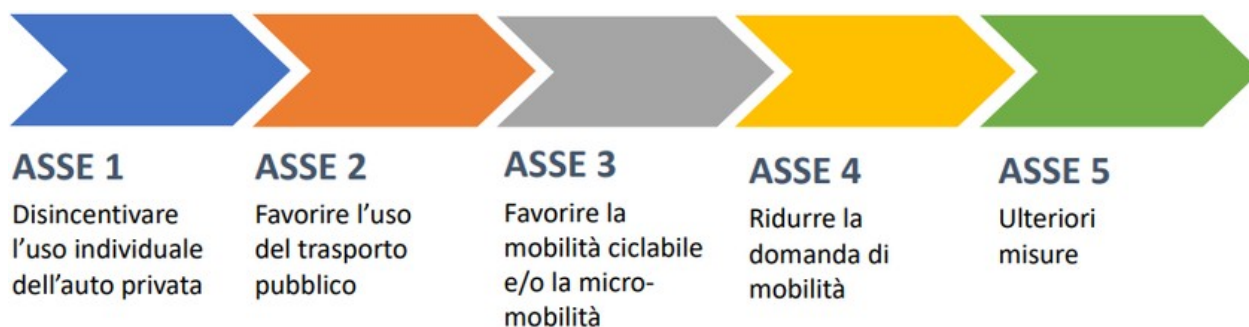 ASSE 1
Disincentivare
l’uso individuale
dell’auto privata
ASSE 2
Favorire l’uso
del trasporto
pubblico
ASSE 3
Favorire la
mobilità ciclabile
e/o la micro-
mobilità
ASSE 4
Ridurre la
domanda di
mobilità
ASSE 5
Ulteriori
misure